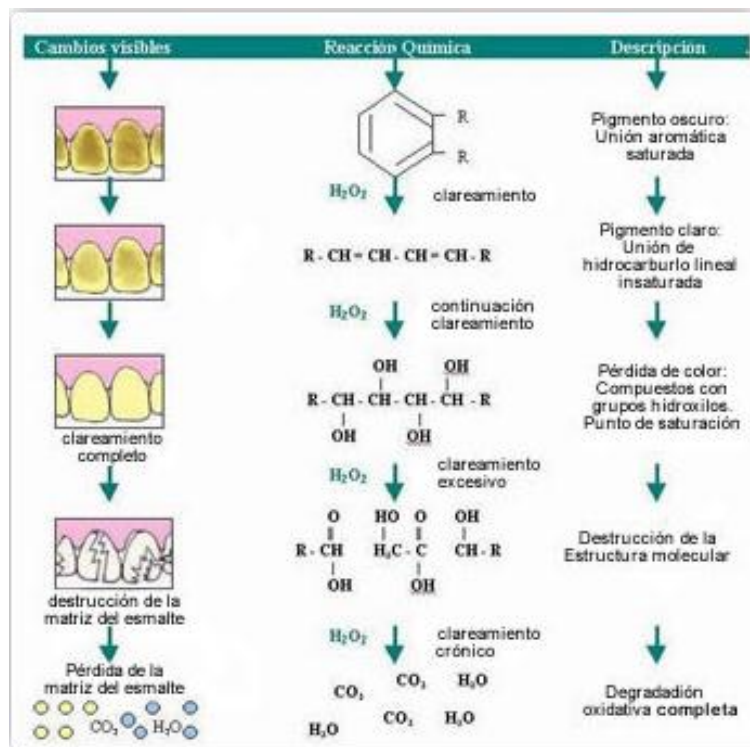 Cambios visibles Reacción Química Descripción
R
R
Pigmento oscuro:
Unión aromática
saturada
H₂O₂ clareamiento
Pigmento claro:
Unión de
hidrocarburlo lineal
insaturada
R - CH = CH - CH = CH - R
H₂O₂ continuación
clareamiento
OH OH
R - CH - CH - CH - CH - R
OH OH
Pérdida de color:
Compuestos con
grupos hidroxilos.
Punto de saturación
clareamiento
completo
H₂O₂ clareamiento
excesivo
O HO O OH
R - CH H₃C - C CH - R
OH OH
Destrucción de la
Estructura molecular
destrucción de la
matriz del esmalte
H₂O₂ clareamiento
crónico
Pérdida de la
matriz del esmalte
CO₂ H₂O
CO₂ CO₂ H₂O
H₂O CO₂ H₂O
Degradadión
oxidativa completa